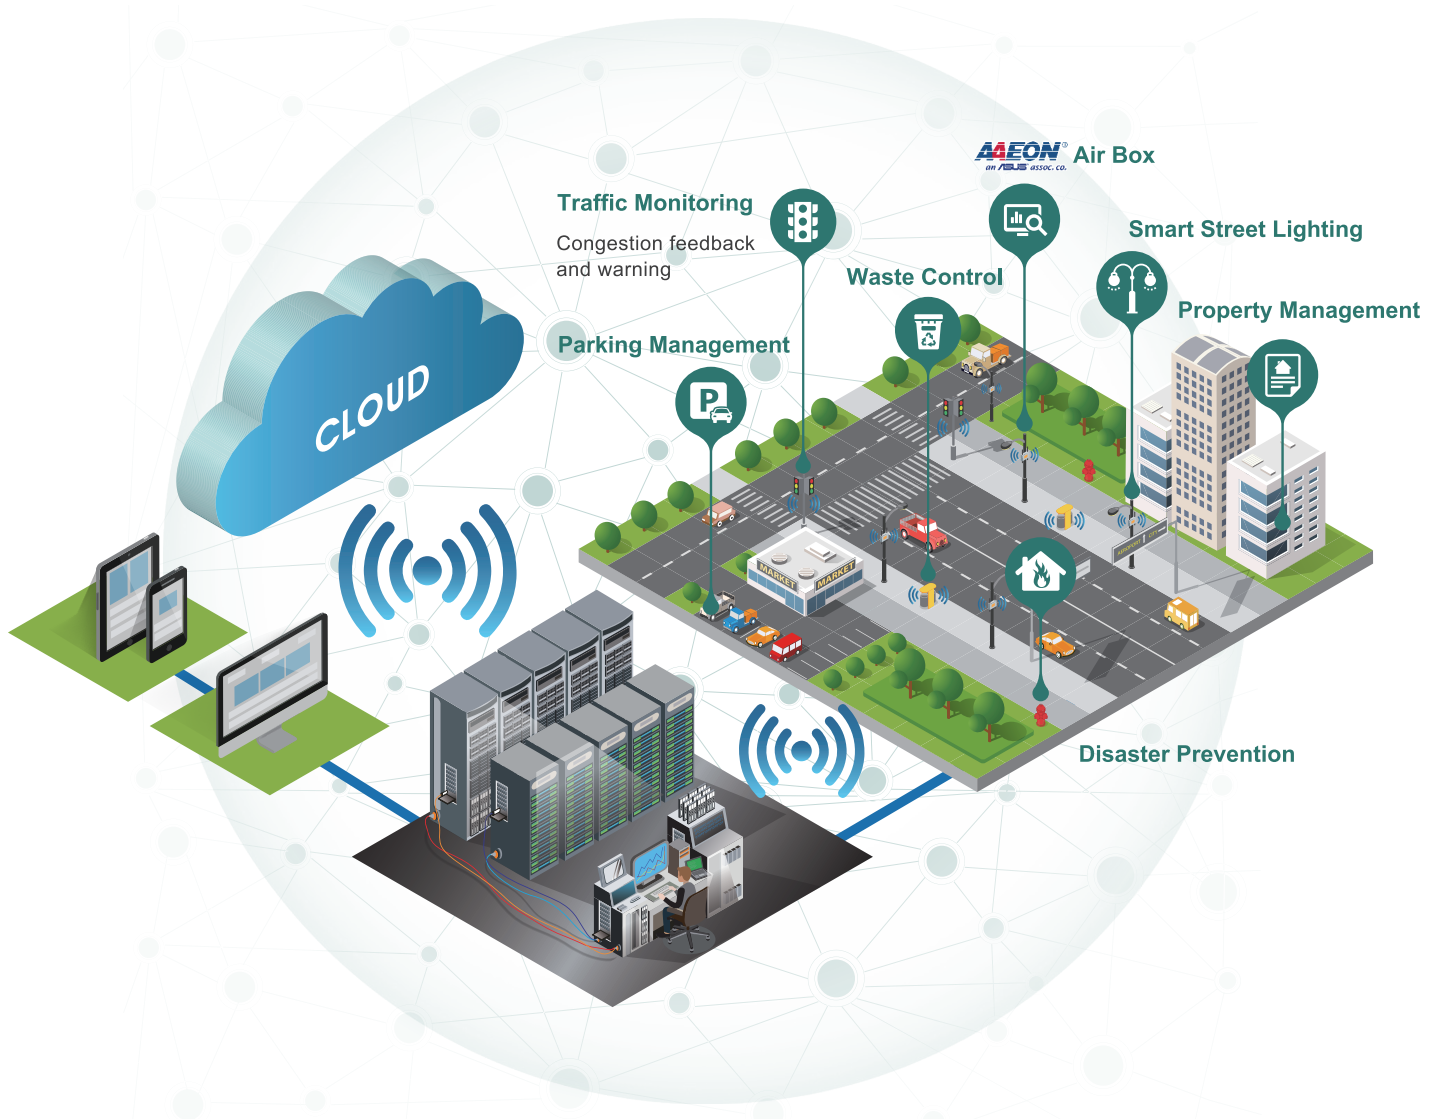 AAEON® Air Box
an ASUS assoc. co.
Traffic Monitoring
Congestion feedback
and warning
Smart Street Lighting
Waste Control
Property Management
Parking Management
P
CLOUD
MARKET
MARKET
Disaster Prevention